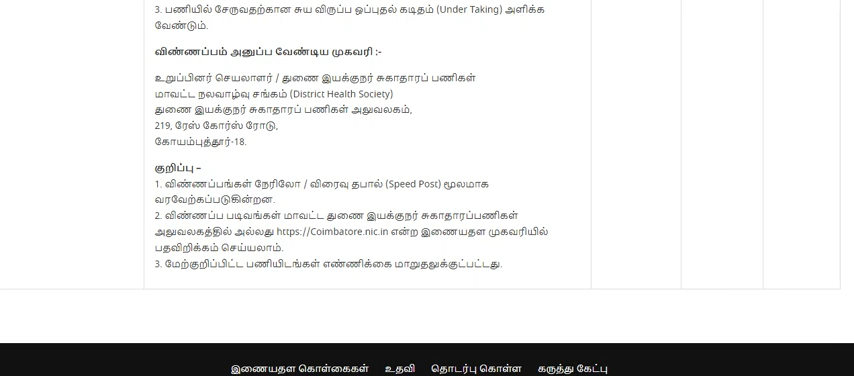 3. பணியில் சேருவதற்கான சுய விருப்ப ஒப்புதல் கடிதம் (Under Taking) அளிக்க
வேண்டும்.
விண்ணப்பம் அனுப்ப வேண்டிய முகவரி :-
உறுப்பினர் செயலாளர் / துணை இயக்குநர் சுகாதாரப் பணிகள்
மாவட்ட நலவாழ்வு சங்கம் (District Health Society)
துணை இயக்குநர் சுகாதாரப் பணிகள் அலுவலகம்,
219, ரேஸ் கோர்ஸ் ரோடு,
கோயம்புத்தூர்-18.
குறிப்பு –
1. விண்ணப்பங்கள் நேரிலோ / விரைவு தபால் (Speed Post) மூலமாக
வரவேற்கப்படுகின்றன.
2. விண்ணப்ப படிவங்கள் மாவட்ட துணை இயக்குநர் சுகாதாரப்பணிகள்
அலுவலகத்தில் அல்லது https://Coimbatore.nic.in என்ற இணையதள முகவரியில்
பதவிறிக்கம் செய்யலாம்.
3. மேற்குறிப்பிட்ட பணியிடங்கள் எண்ணிக்கை மாறுதலுக்குட்பட்டது.
இணையதள கொள்கைகள் உதவி தொடர்பு கொள்ள கருத்து கேட்பு